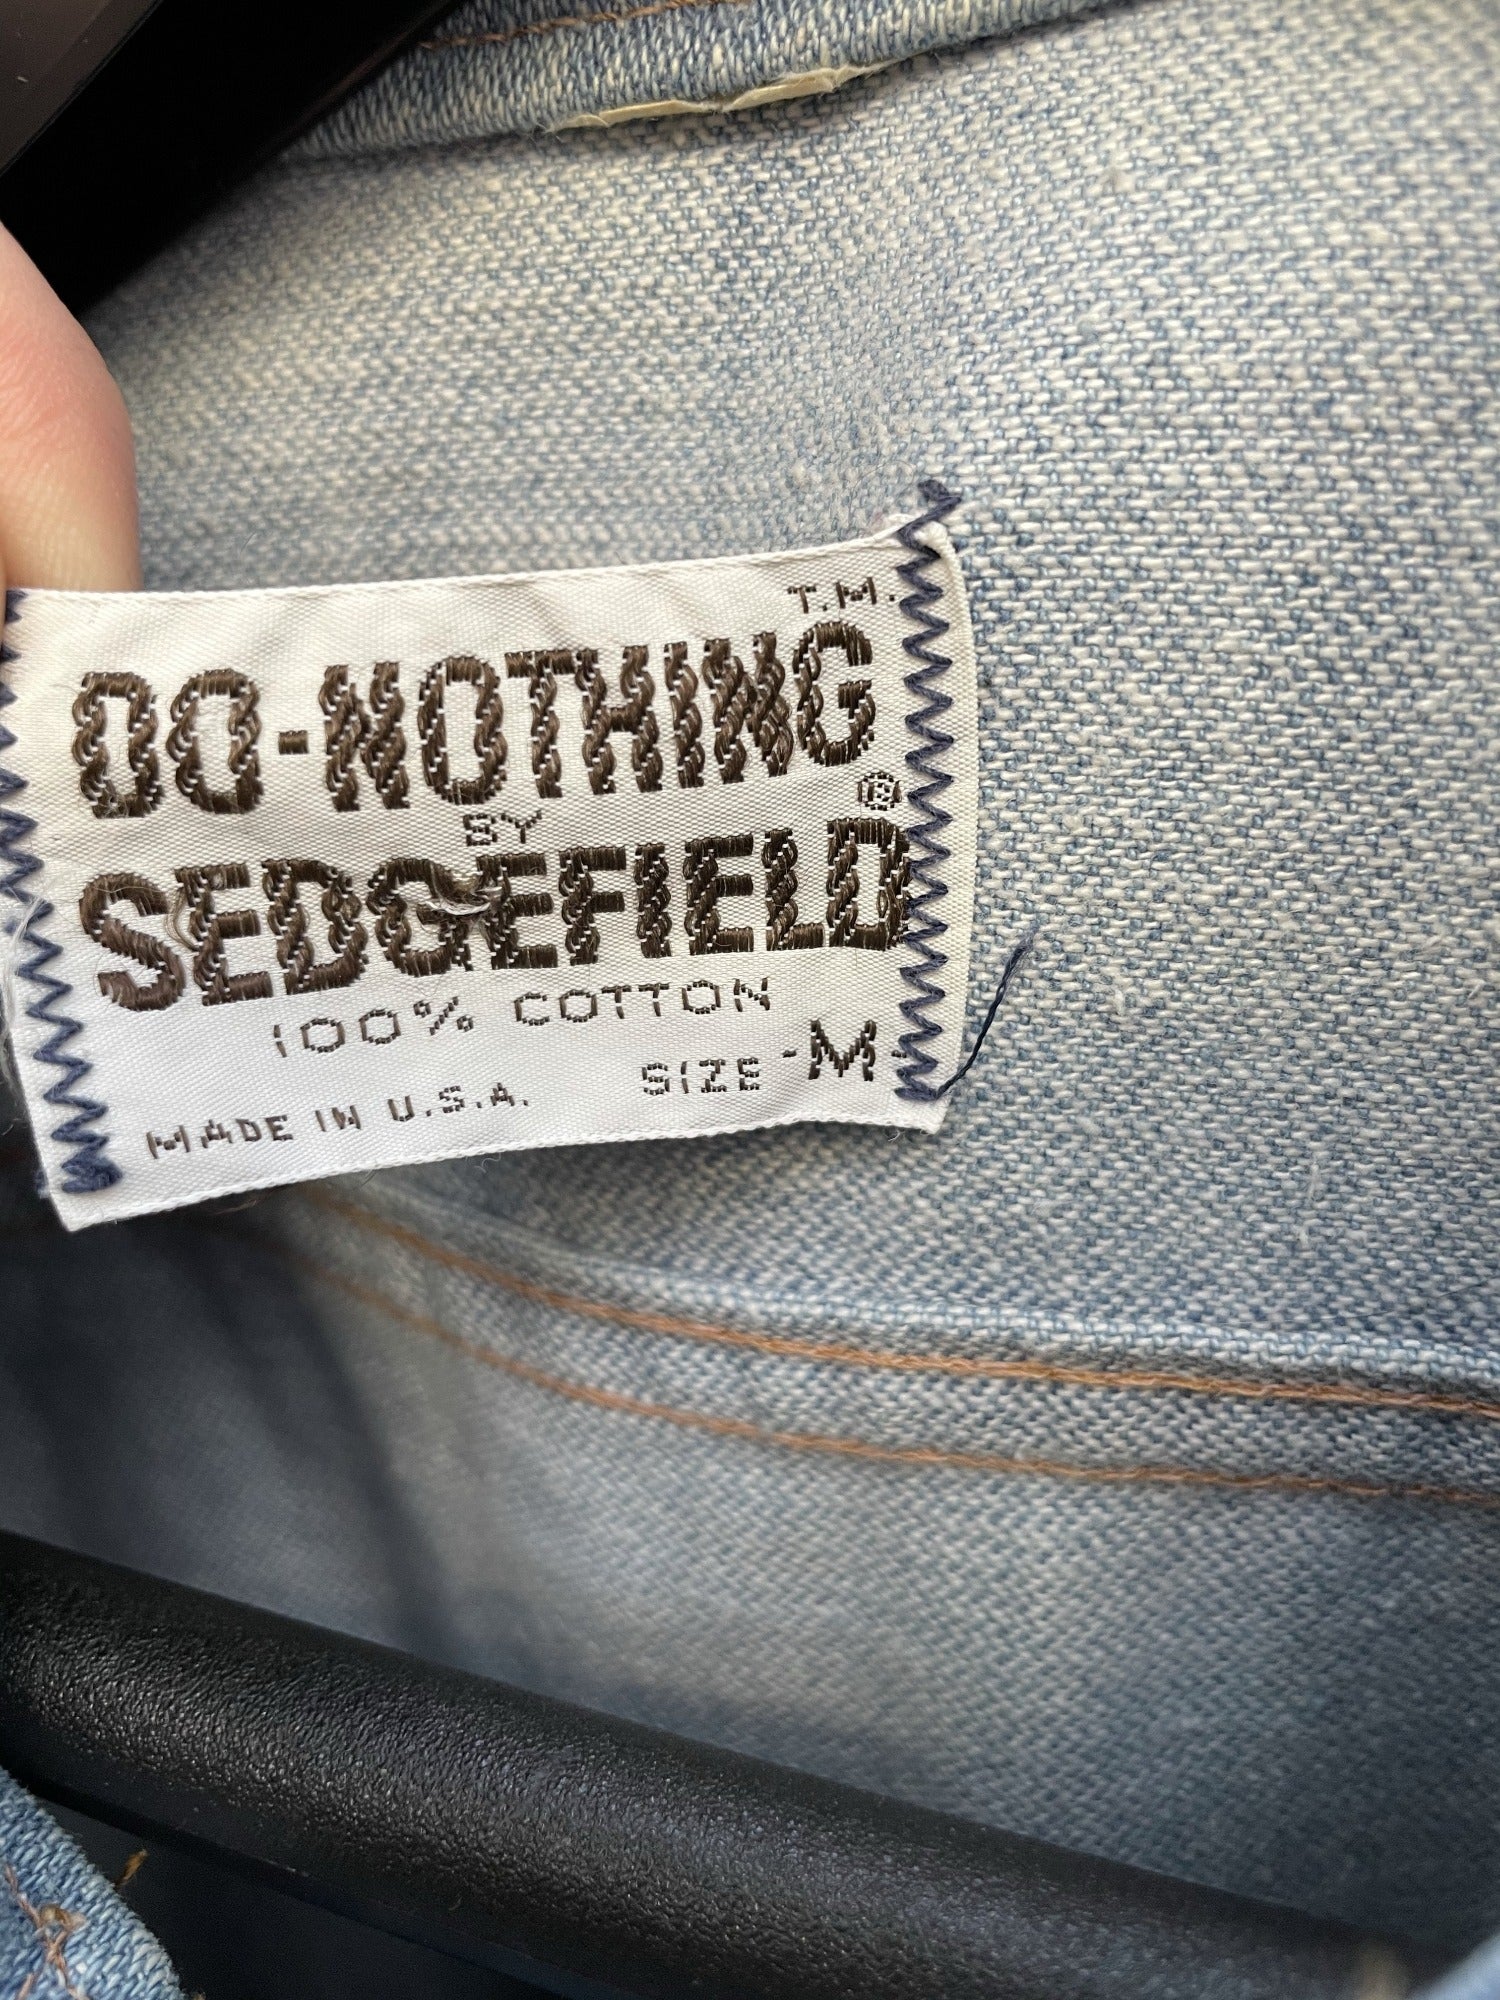 T.M.
DO-NOTHING
BY
SEDGEFIELD®
100% COTTON
SIZE -M-
MADE IN U.S.A.